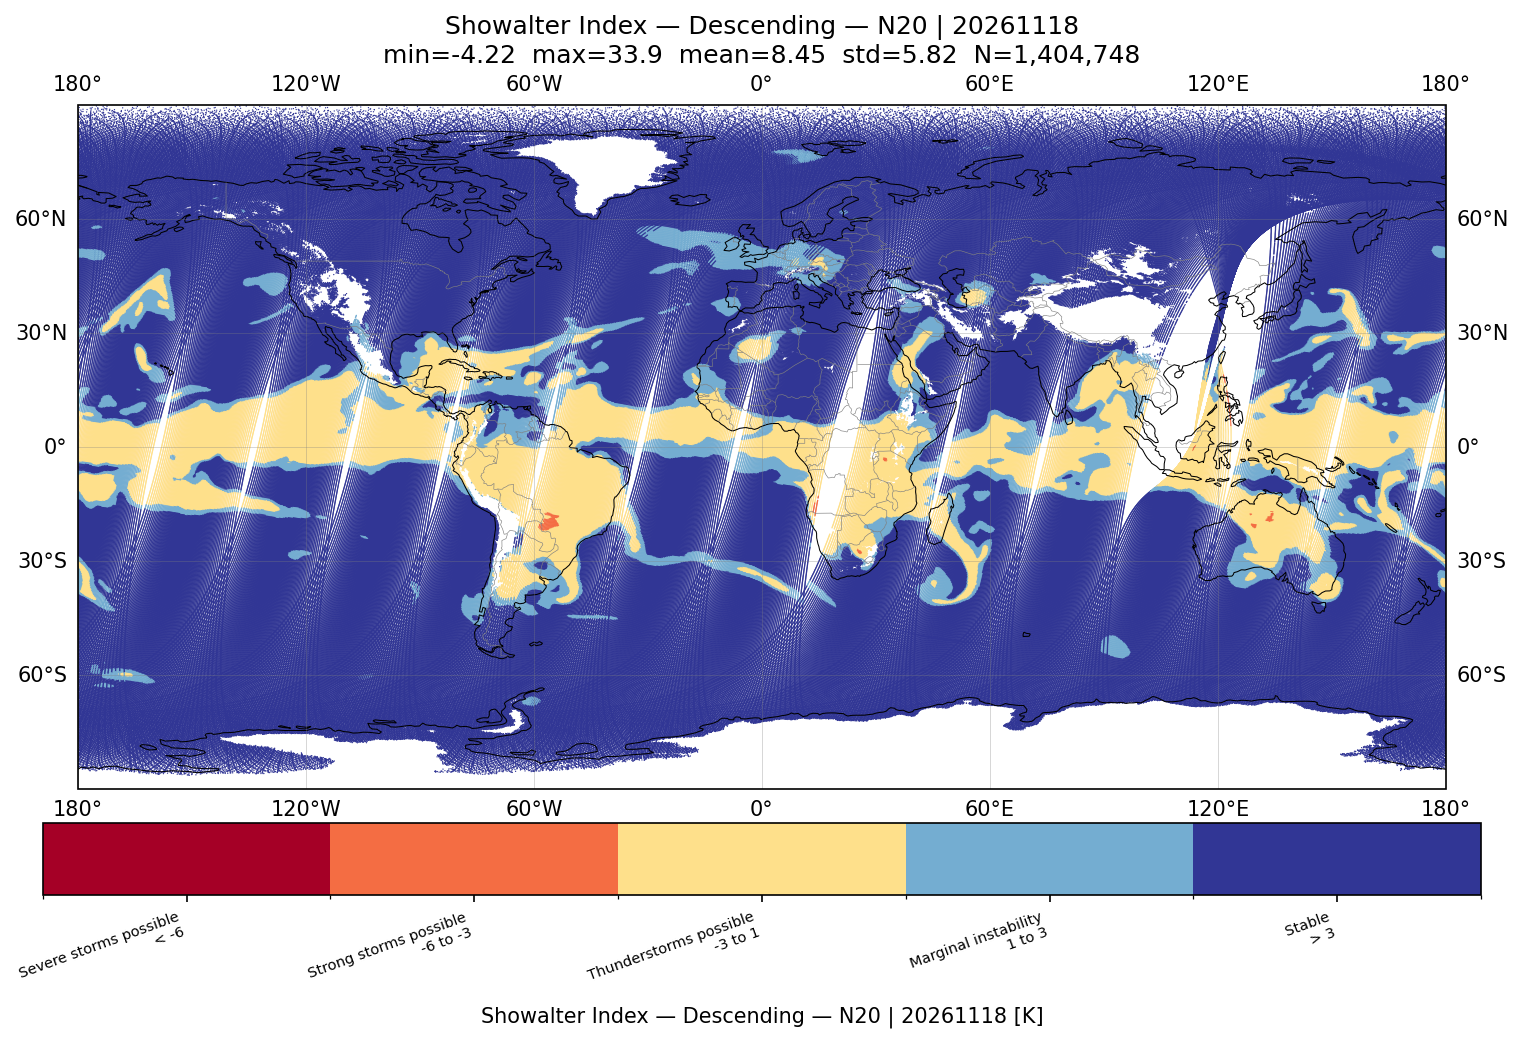 Showalter Index — Descending — N20 | 20261118
min=-4.22 max=33.9 mean=8.45 std=5.82 N=1,404,748
180° 120°W 60°W 0° 60°E 120°E 180°
60°N 60°N
30°N 30°N
0° 0°
30°S 30°S
60°S 60°S
180° 120°W 60°W 0° 60°E 120°E 180°
Severe storms possible
< -6
Strong storms possible
-6 to -3
Thunderstorms possible
-3 to 1
Marginal instability
1 to 3
Stable
> 3
Showalter Index — Descending — N20 | 20261118 [K]